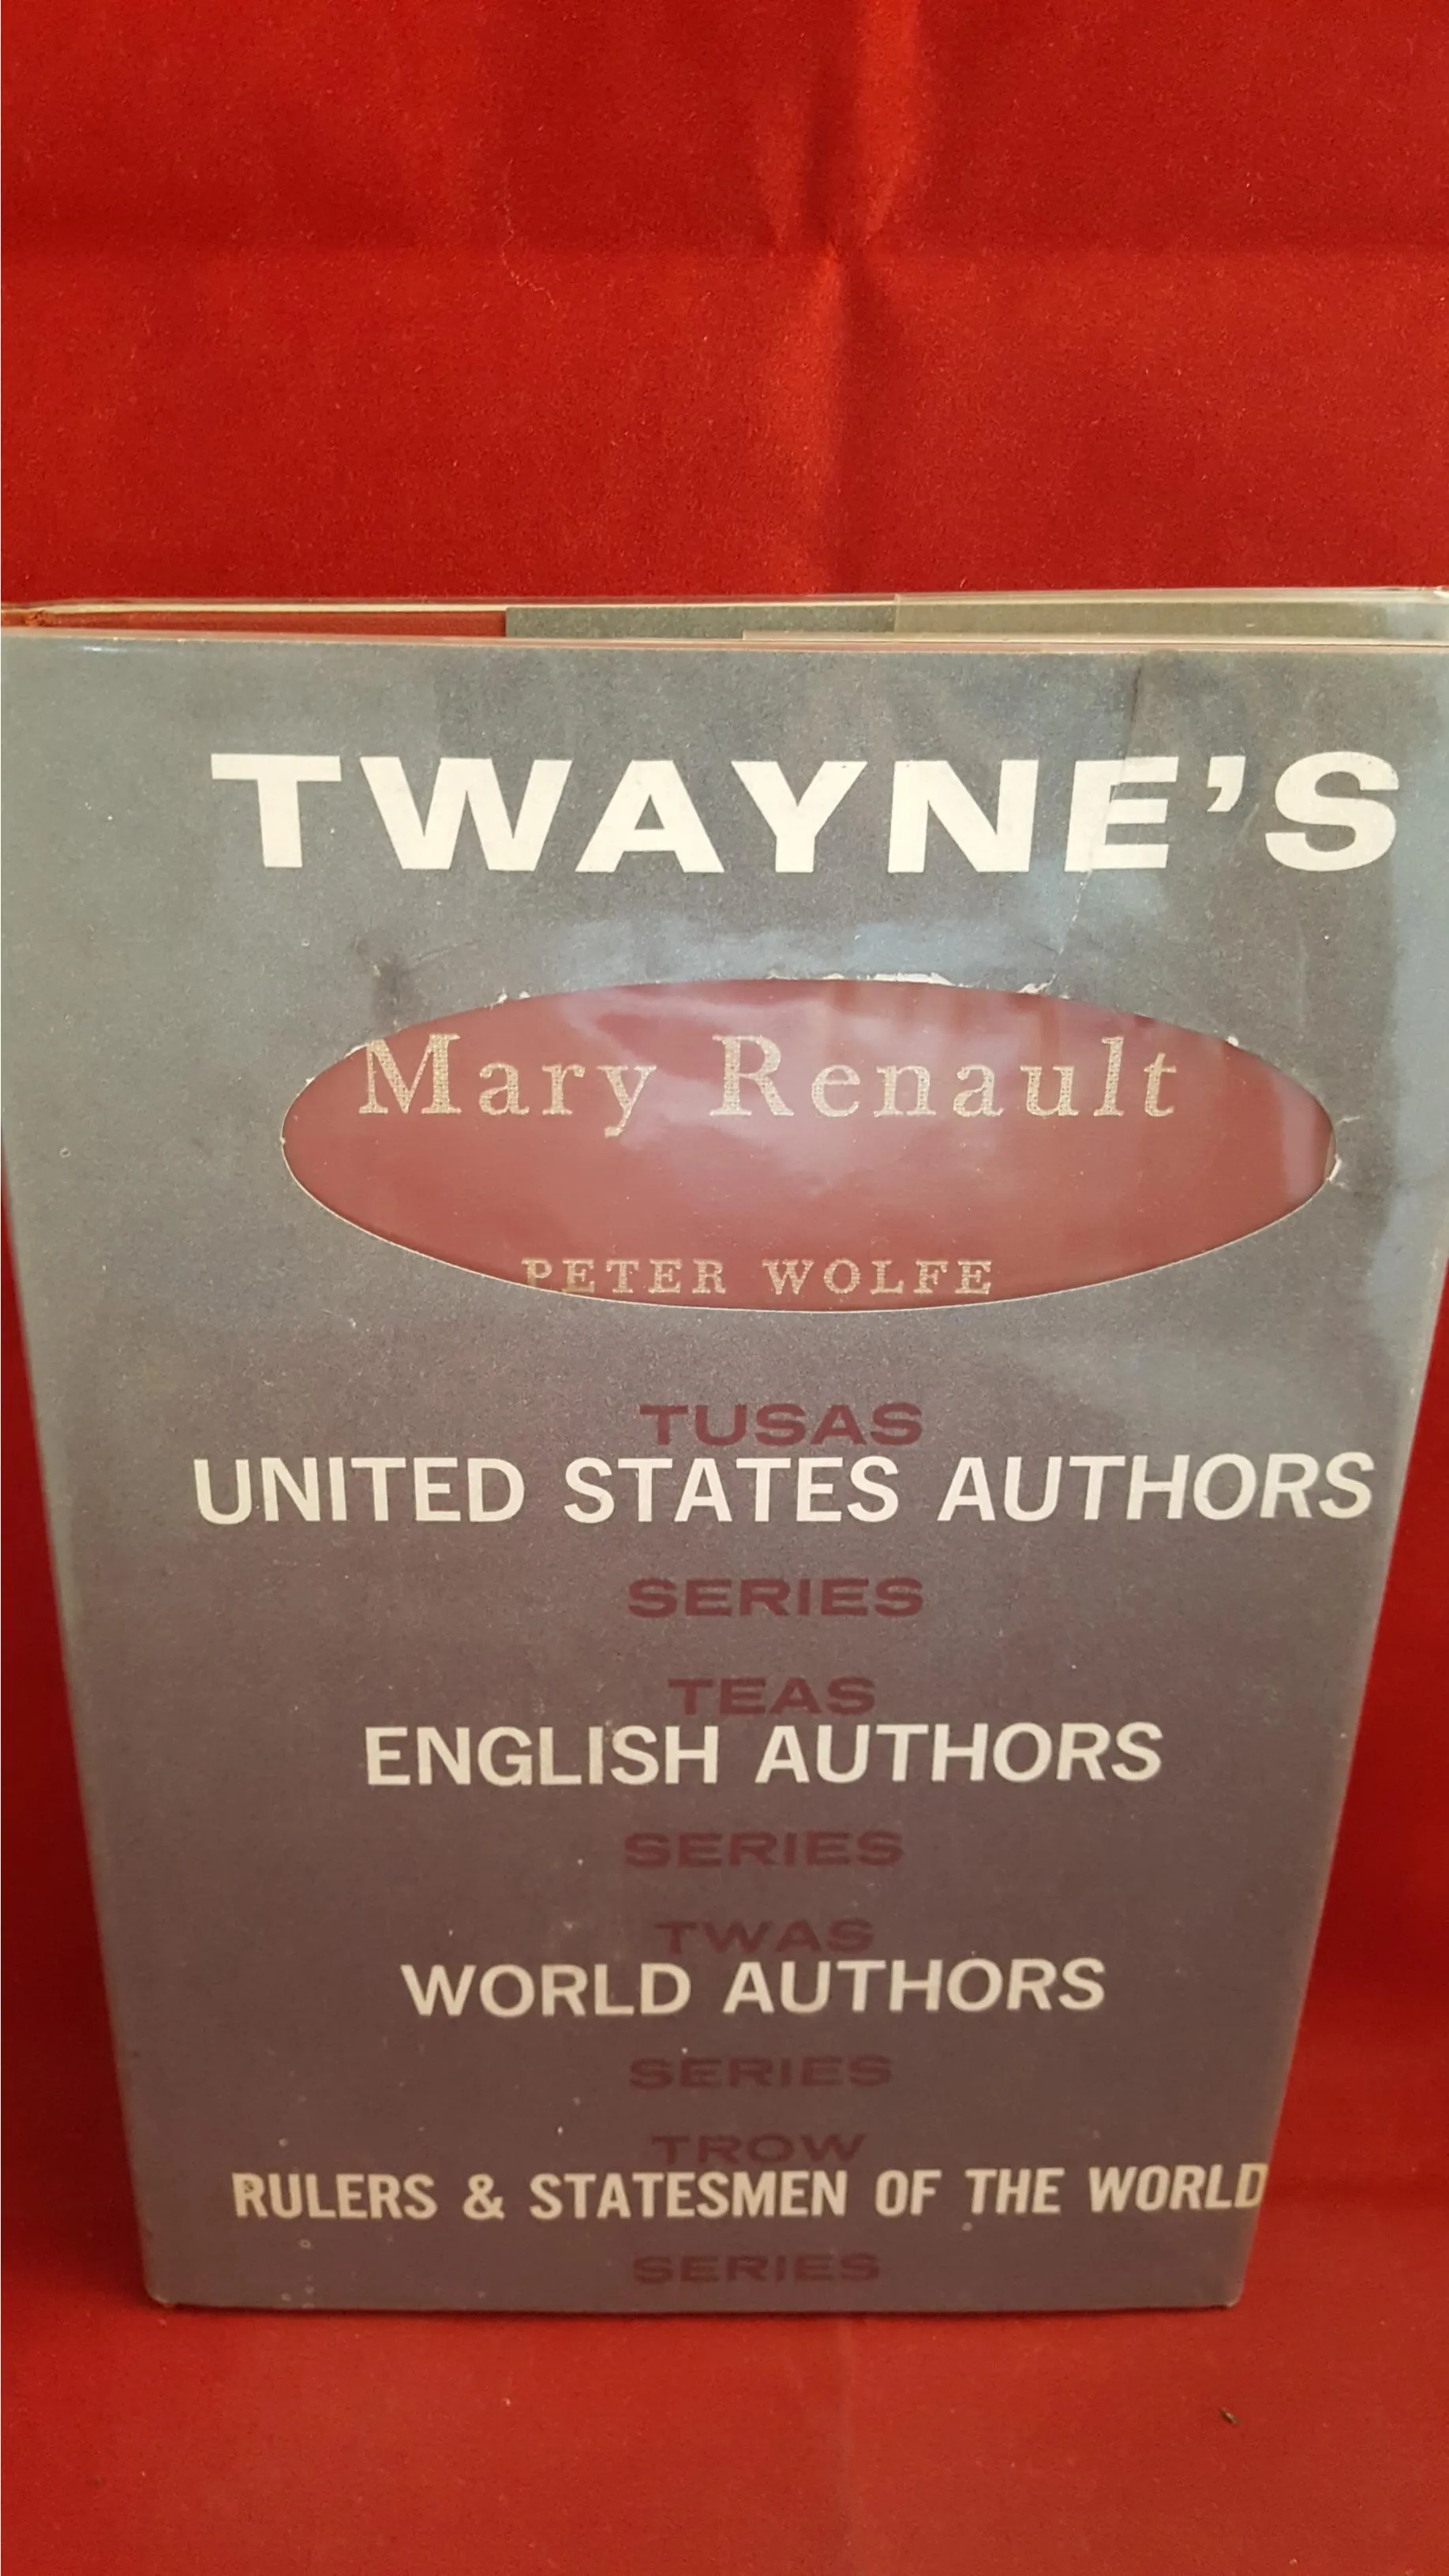 TWAYNE'S
Mary Renault
PETER WOLFE
TUSAS
UNITED STATES AUTHORS
SERIES
TEAS
ENGLISH AUTHORS
SERIES
TWAS
WORLD AUTHORS
SERIES
TROW
RULERS & STATESMEN OF THE WORLD
SERIES